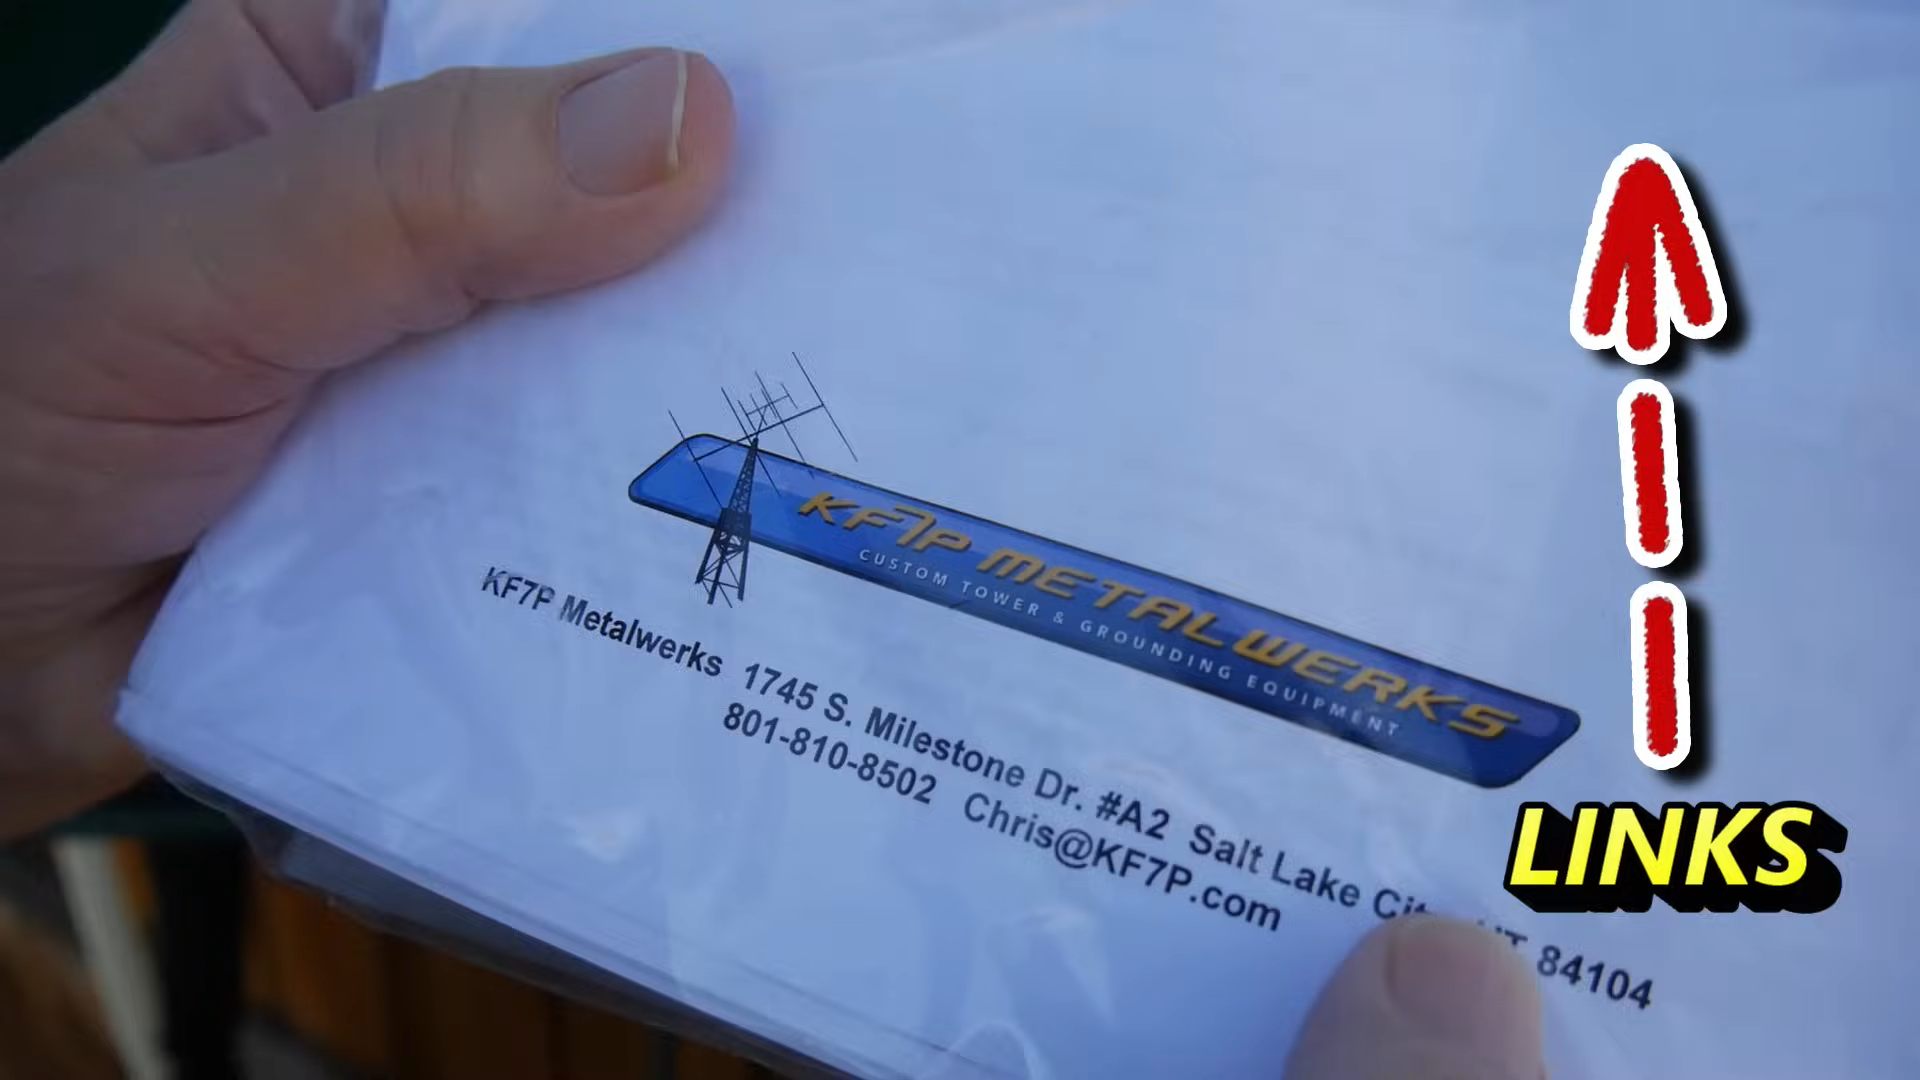 KF7P METALWERKS
CUSTOM TOWER & GROUNDING EQUIPMENT
KF7P Metalwerks 1745 S. Milestone Dr. #A2 Salt Lake 84104
801-810-8502 Chris@KF7P.com
LINKS